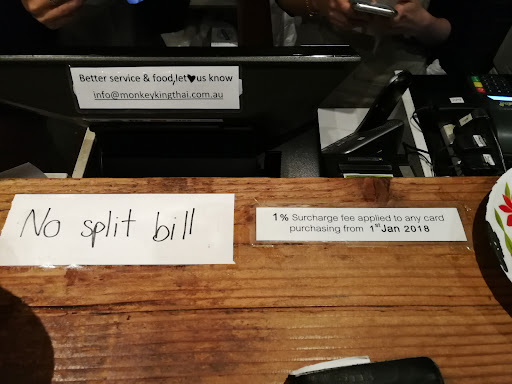 Better service & food,let♥us know
info@monkeykingthai.com.au
No split bill
1% Surcharge fee applied to any card
purchasing from 1st Jan 2018